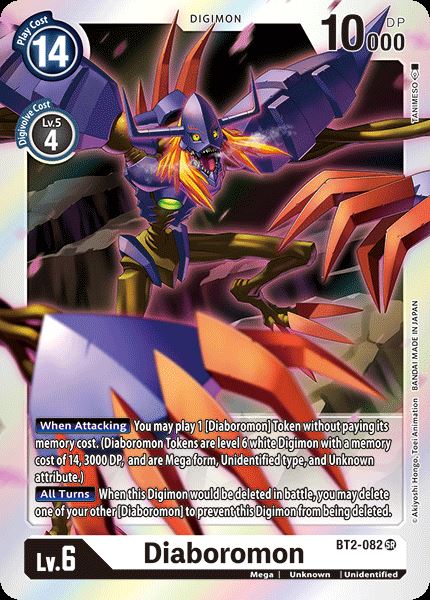 Play Cost
14
DIGIMON
10000 DP
Digivolve Cost
Lv.5
4
TANIMESO
When Attacking You may play 1 [Diaboromon] Token without paying its
memory cost. (Diaboromon Tokens are level 6 white Digimon with a memory
cost of 14, 3000 DP, and are Mega form, Unidentified type, and Unknown
attribute.)
All Turns When this Digimon would be deleted in battle, you may delete
one of your other [Diaboromon] to prevent this Digimon from being deleted.
©Akiyoshi Hongo, Toei Animation BANDAI MADE IN JAPAN
Lv.6
Diaboromon
BT2-082 SR
Mega | Unknown | Unidentified